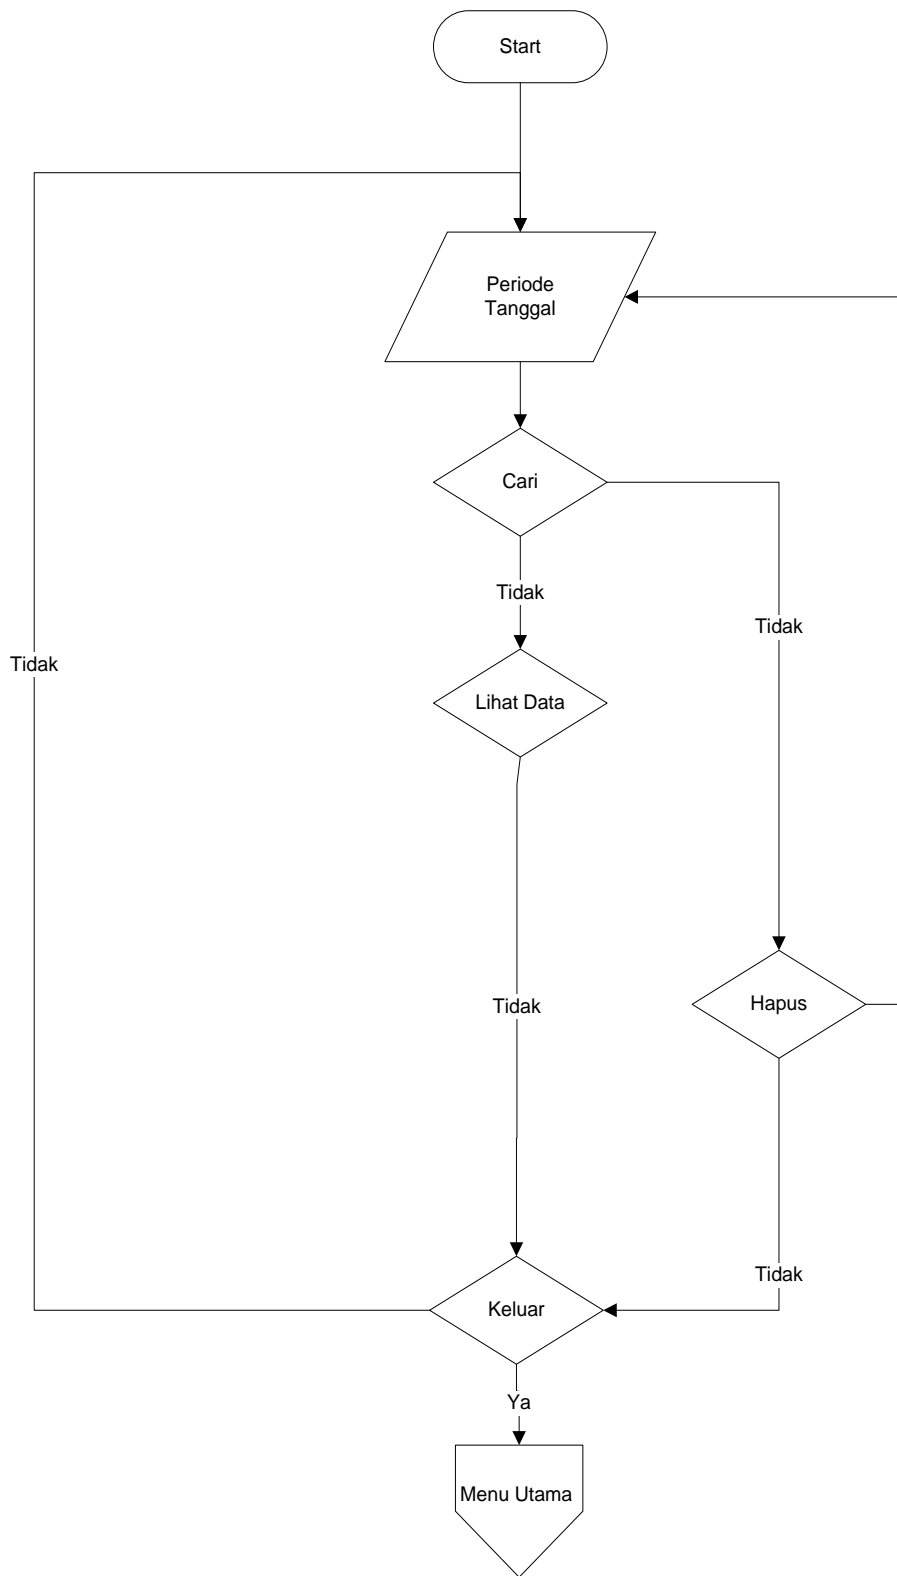 Start
Periode
Tanggal
Cari
Tidak
Tidak
Tidak
Lihat Data
Tidak
Hapus
Tidak
Keluar
Ya
Menu Utama